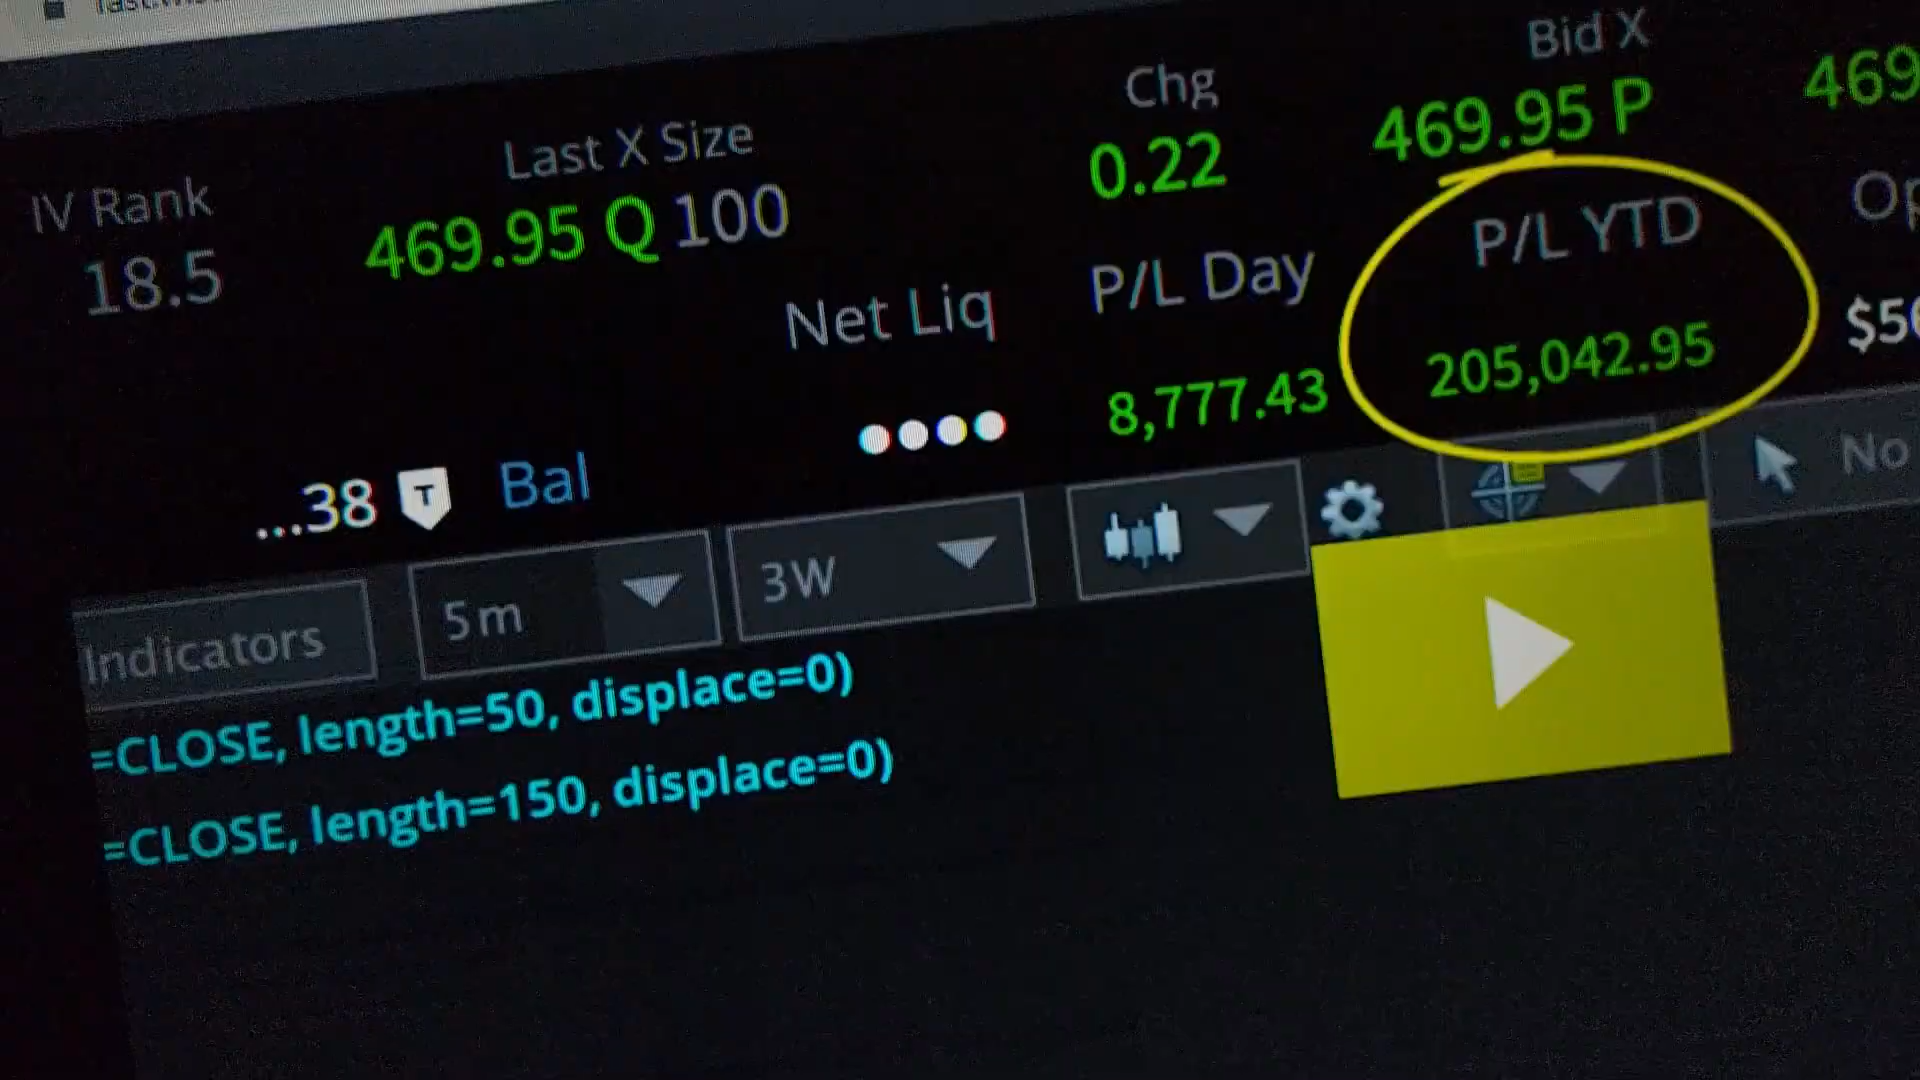 Bid X
Chg
469.95 P
469
Last X Size
0.22
IV Rank
469.95 Q 100
18.5
P/L YTD
Op
P/L Day
Net Liq
205,042.95
$50
8,777.43
...38 T Bal
No
Indicators
5m
3W
=CLOSE, length=50, displace=0)
=CLOSE, length=150, displace=0)